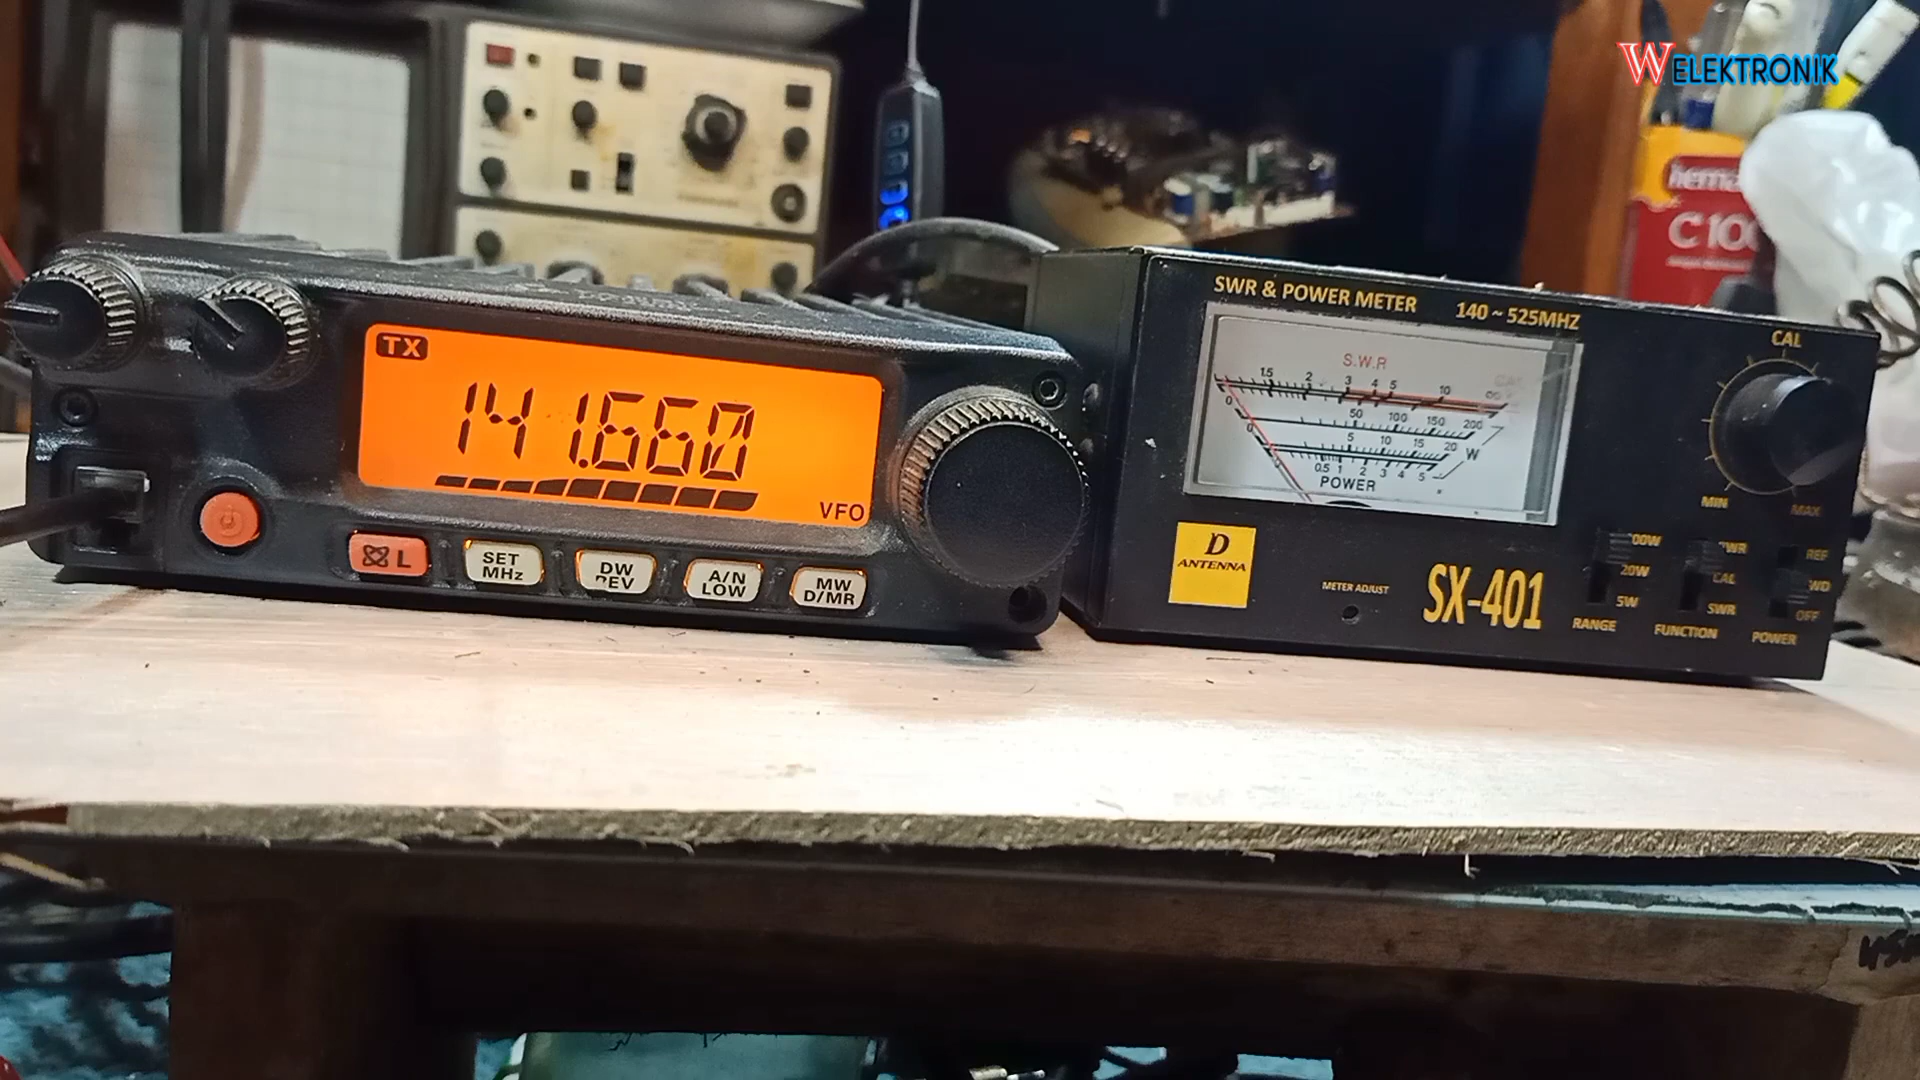 WELEKTRONIK
herma
C100
SWR & POWER METER 140 ~ 525MHZ
CAL
TX
141.660
VFO
S.W.R
1.5 2 3 4 5 10 ∞
0 50 100 150 200
0 5 10 15 20 W
0.5 1 2 3 4 5
POWER
MIN MAX
L
SET
MHz
DW
REV
A/N
LOW
MW
D/MR
D
ANTENNA
METER ADJUST
SX-401
20W
5W
RANGE
CAL
SWR
FUNCTION
REF
OFF
POWER